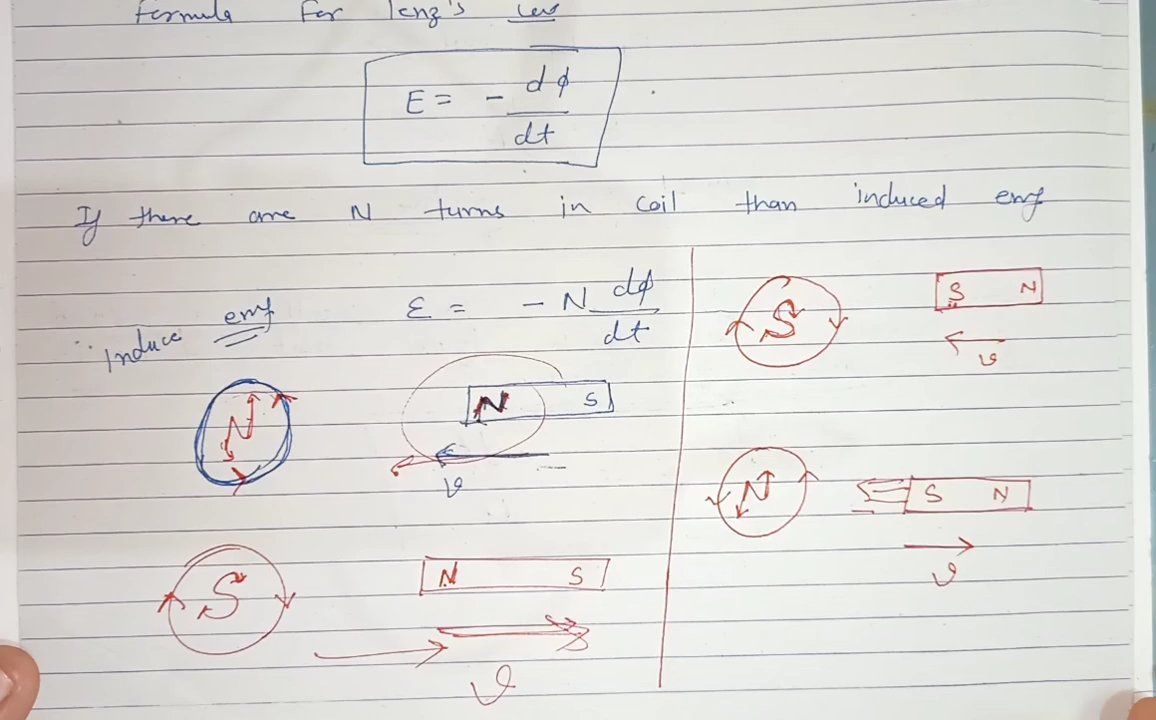 Formula For lenz's law
E = - dφ/dt
If there are N turns in coil than induced emf
∵ induce emf ε = - N dφ/dt
N N S
v
S N S
v
S S N
v
N S N
v